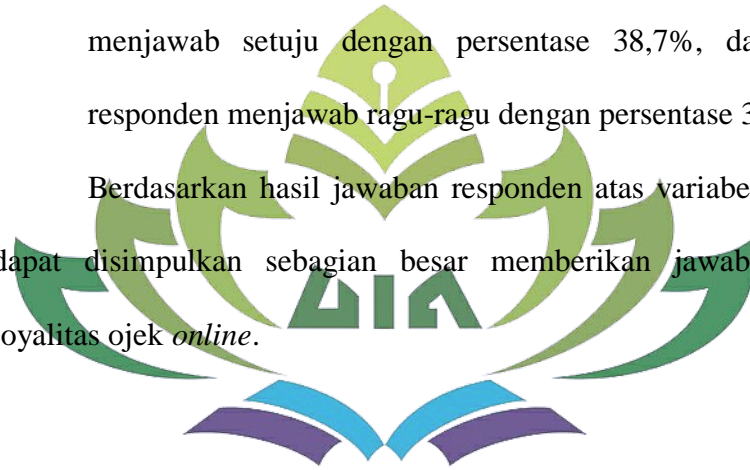 menjawab setuju dengan persentase 38,7%, da
responden menjawab ragu-ragu dengan persentase 3
Berdasarkan hasil jawaban responden atas variabe
dapat disimpulkan sebagian besar memberikan jawab
oyalitas ojek online.
UIN